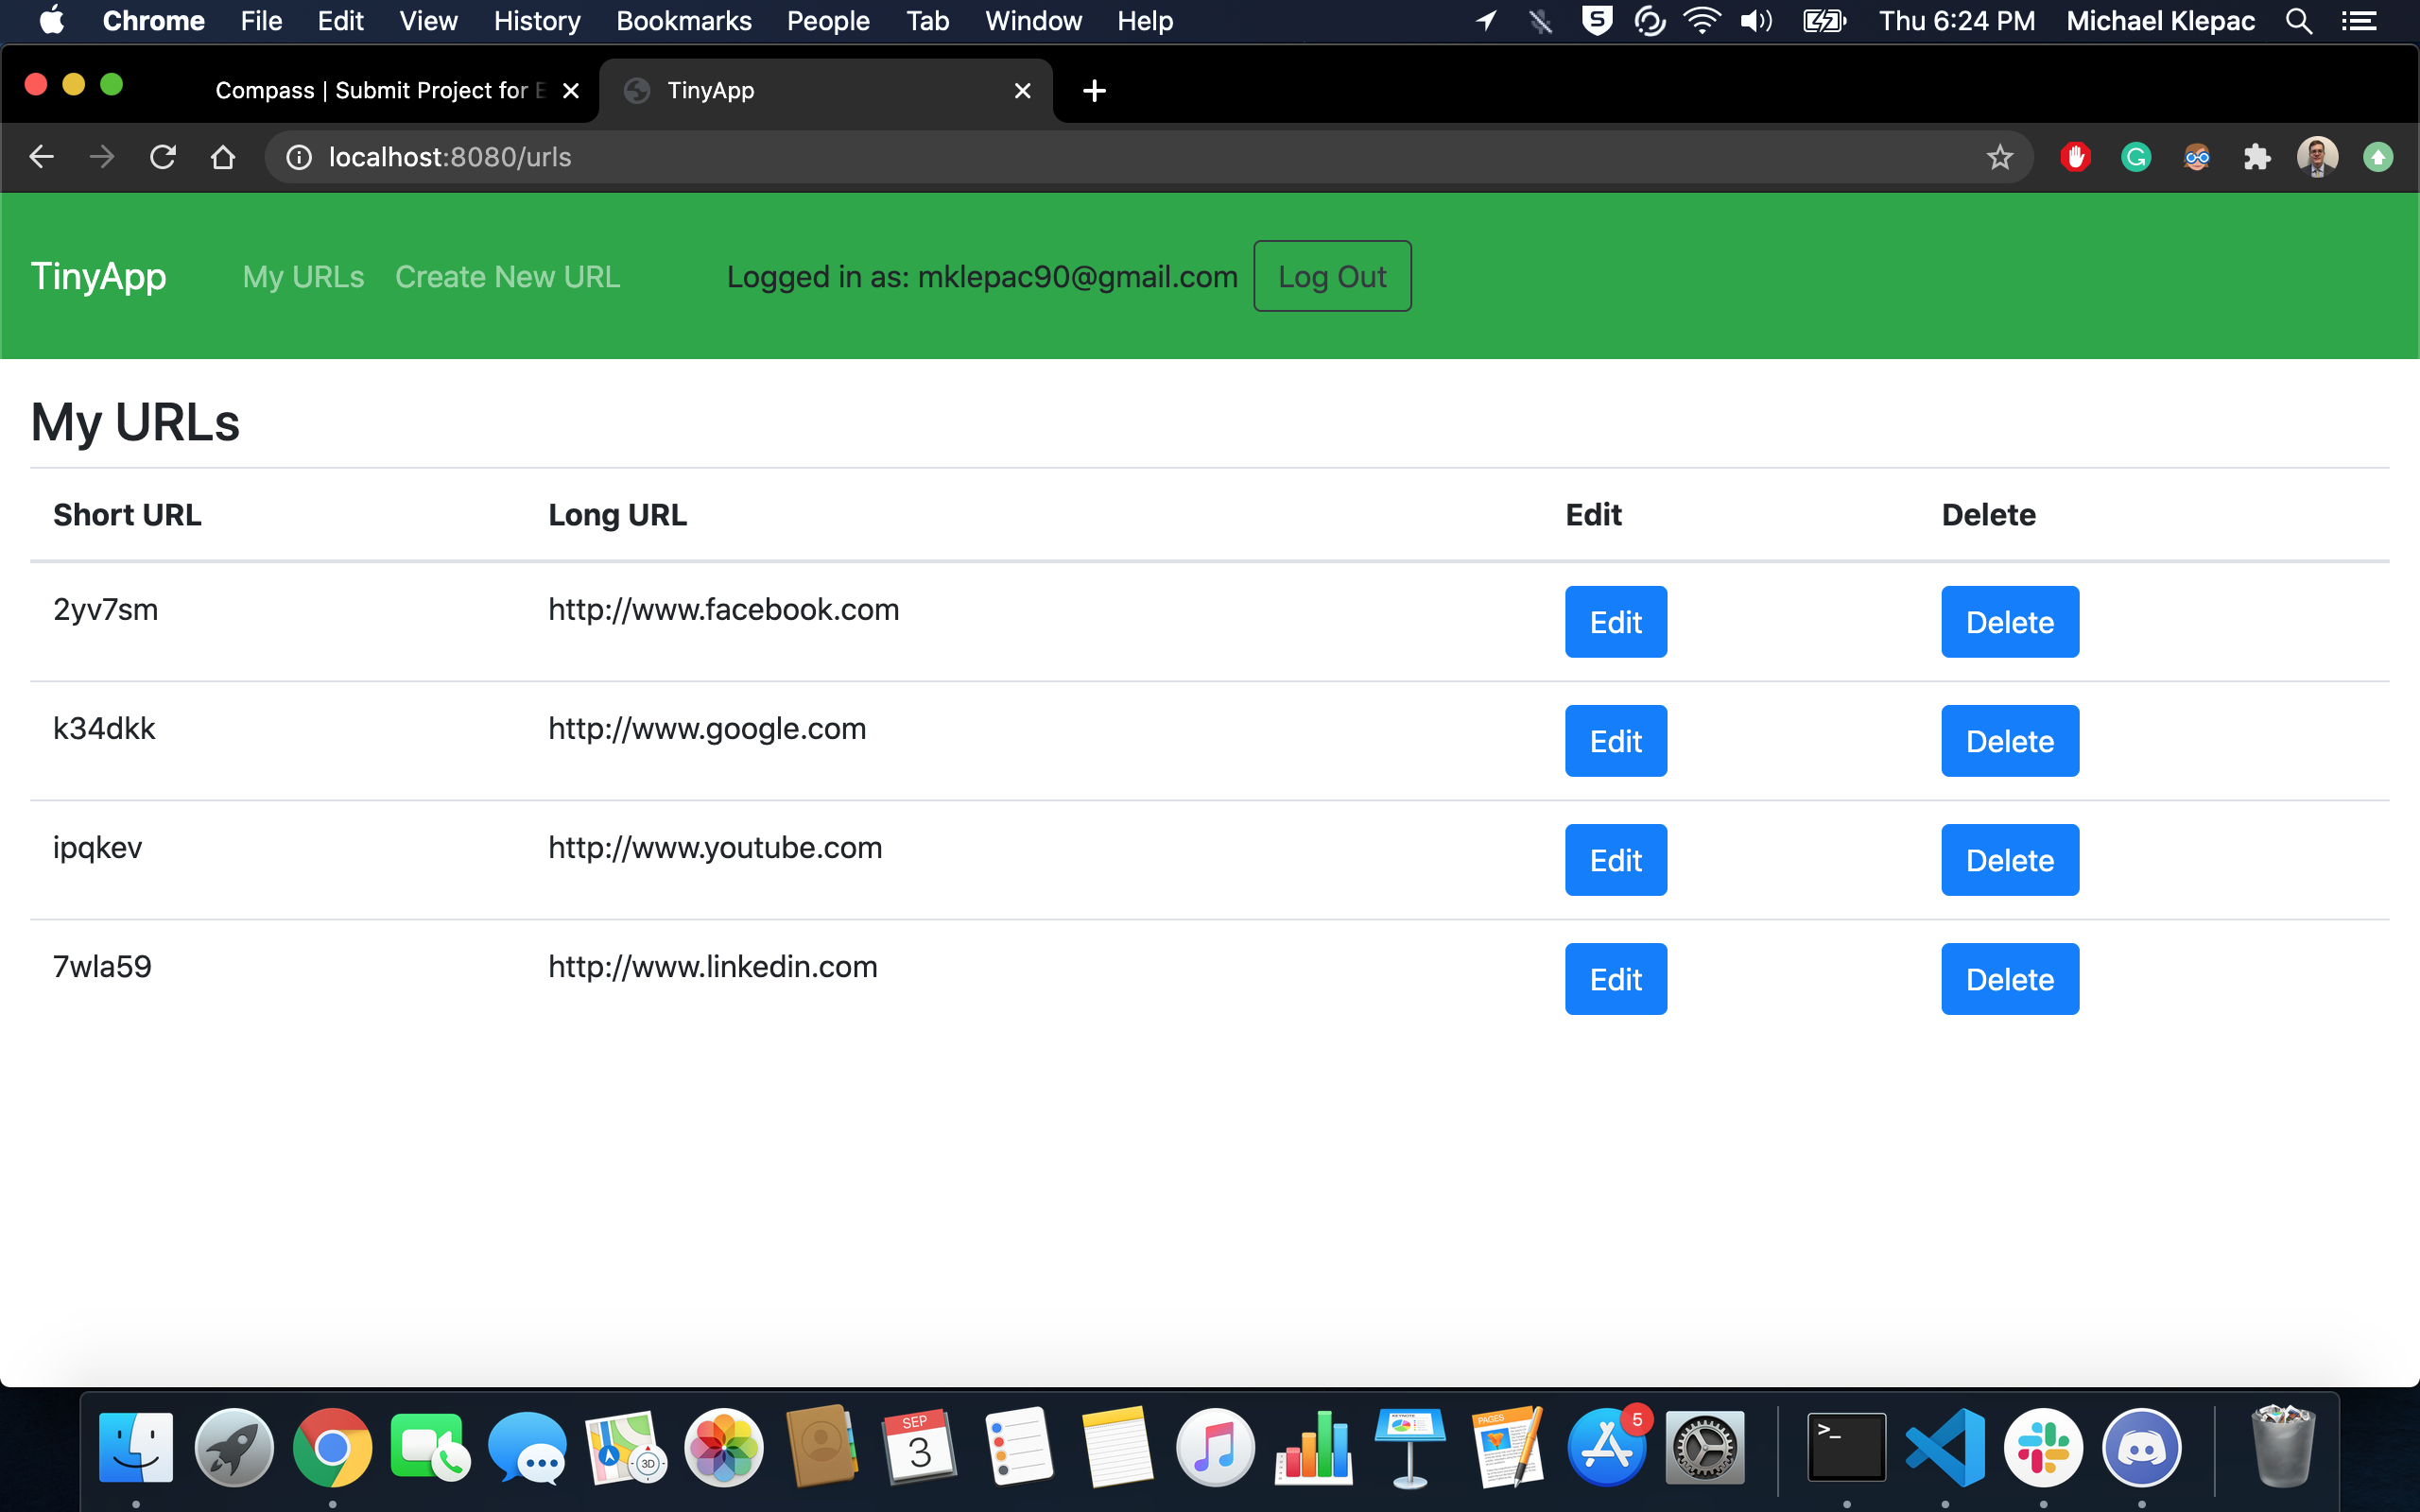 Chrome File Edit View History Bookmarks People Tab Window Help Thu 6:24 PM Michael Klepac
Compass | Submit Project for E
TinyApp
localhost:8080/urls
TinyApp My URLs Create New URL Logged in as: mklepac90@gmail.com Log Out
My URLs
Short URL Long URL Edit Delete
2yv7sm http://www.facebook.com Edit Delete
k34dkk http://www.google.com Edit Delete
ipqkev http://www.youtube.com Edit Delete
7wla59 http://www.linkedin.com Edit Delete
SEP
3
3D
KEYNOTE
PAGES
5
>_